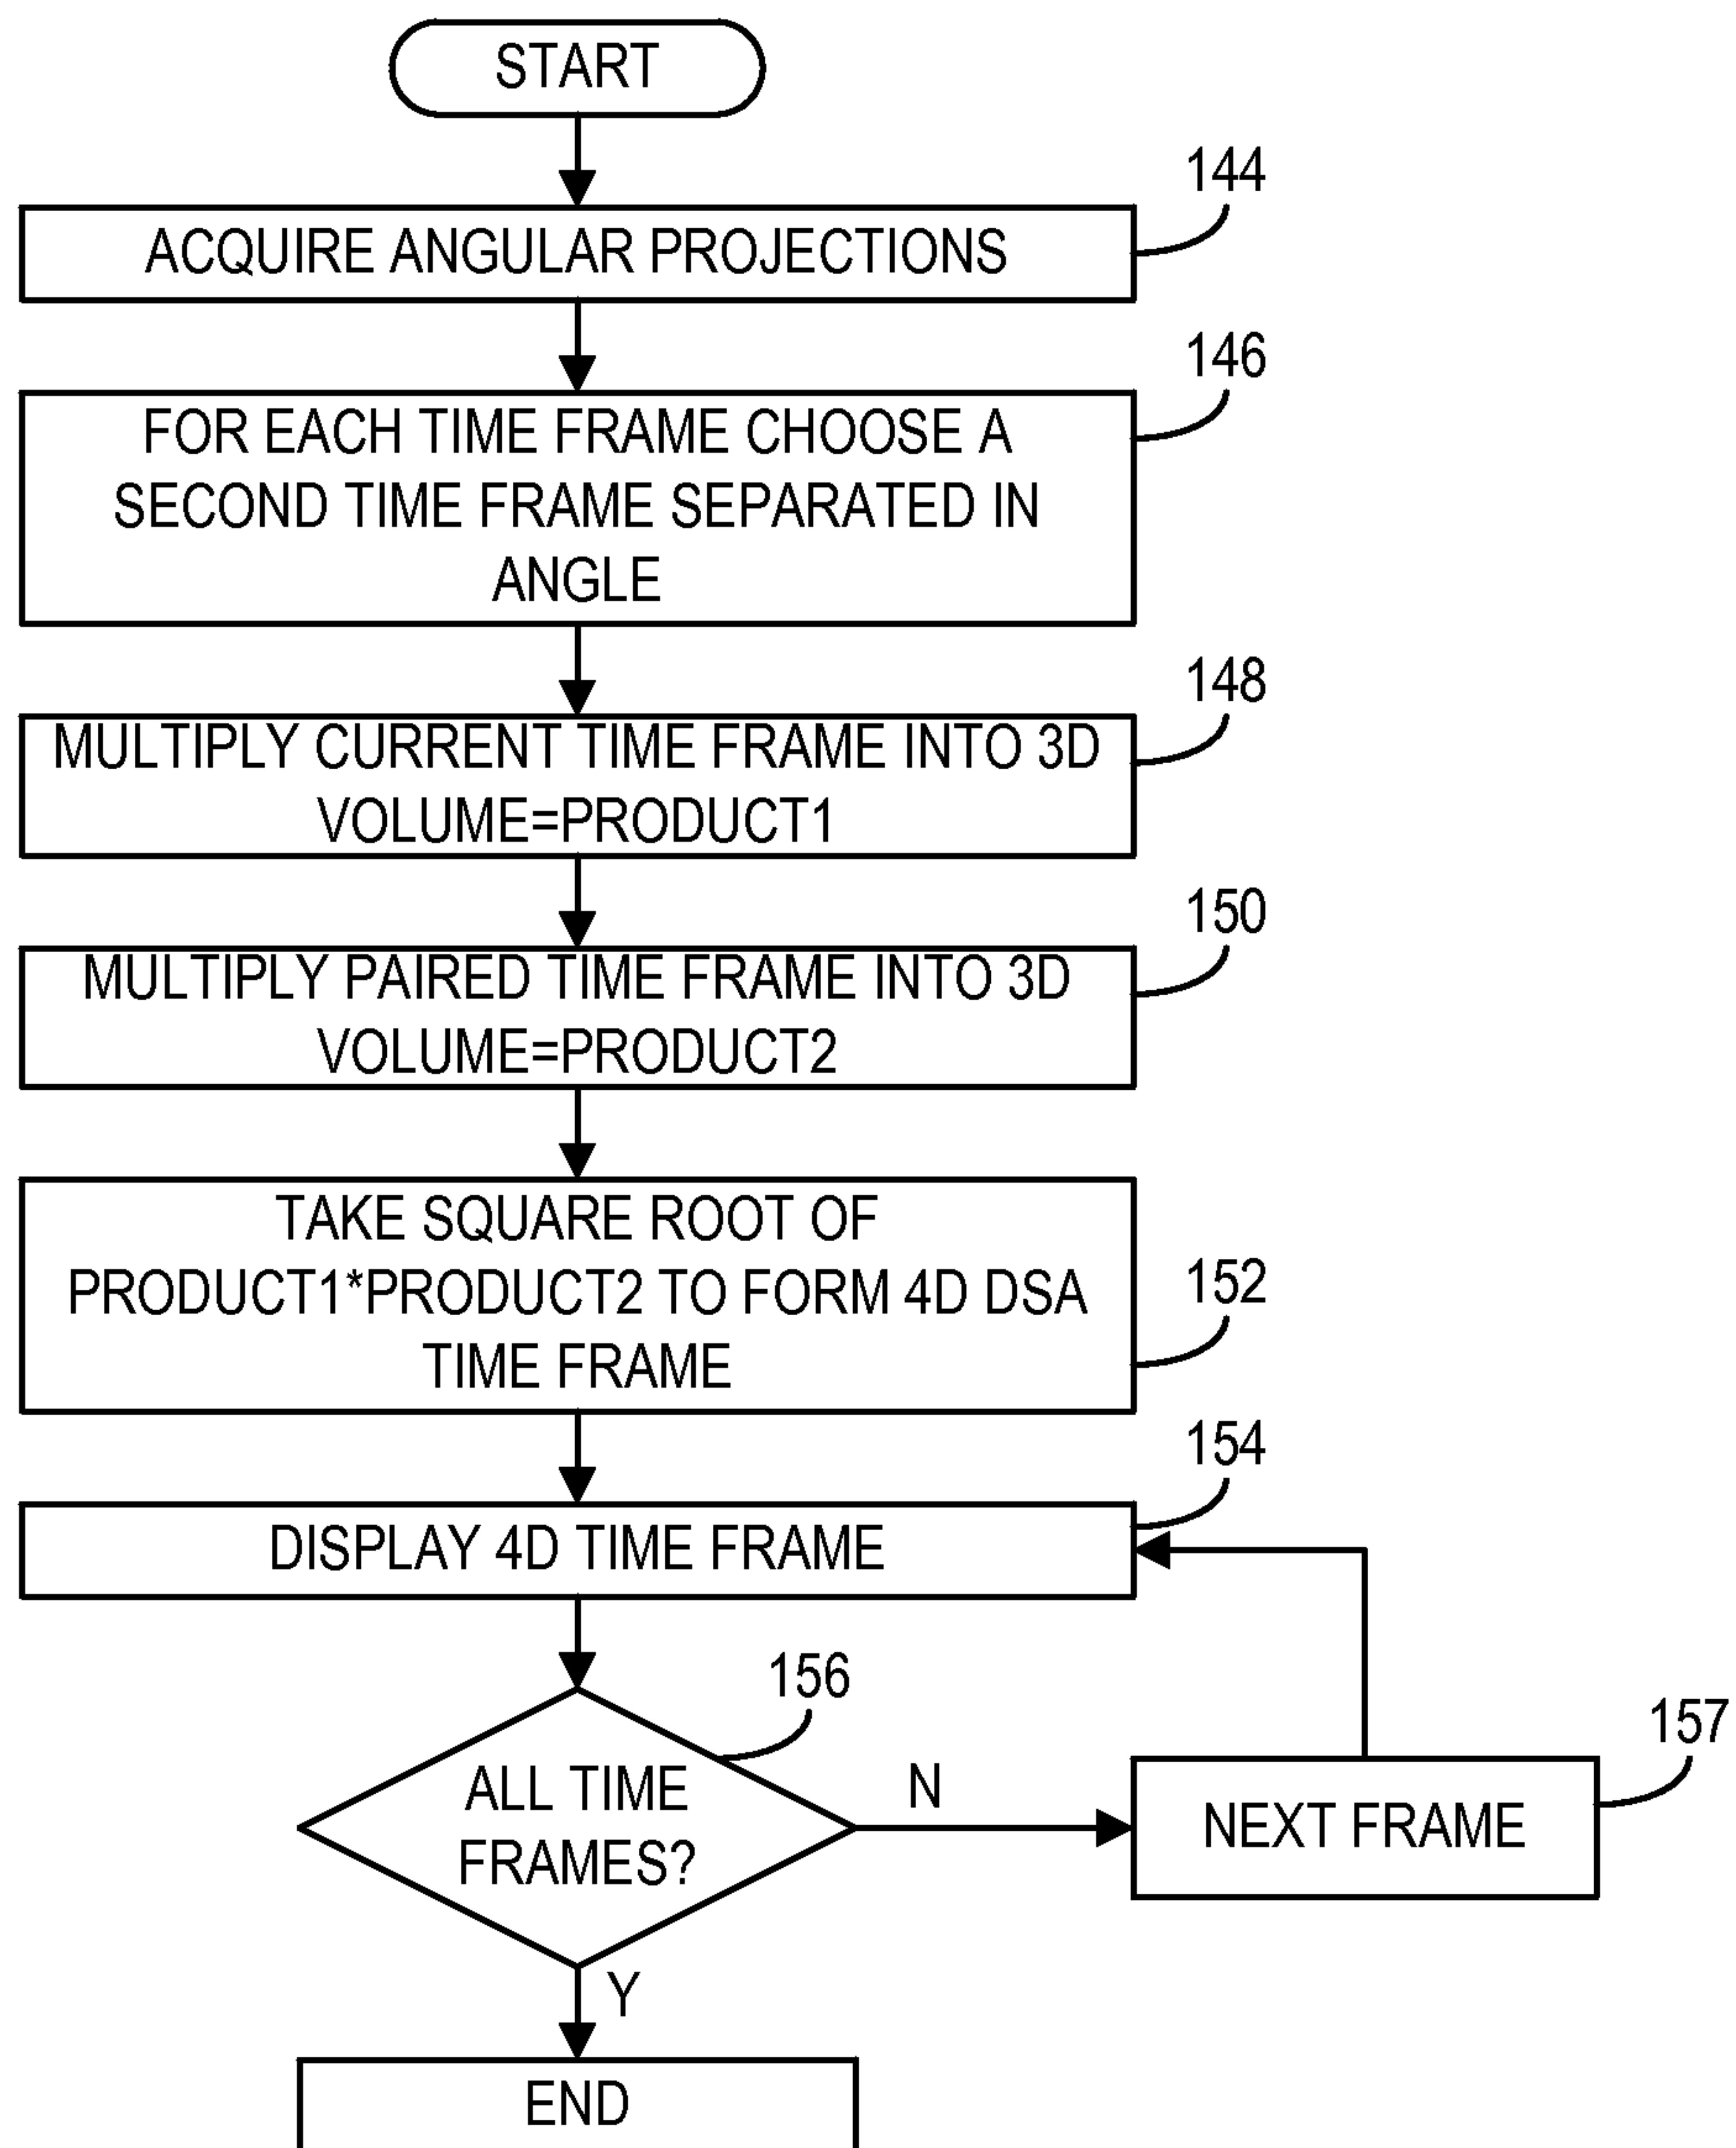 START
144
ACQUIRE ANGULAR PROJECTIONS
146
FOR EACH TIME FRAME CHOOSE A
SECOND TIME FRAME SEPARATED IN
ANGLE
148
MULTIPLY CURRENT TIME FRAME INTO 3D
VOLUME=PRODUCT1
150
MULTIPLY PAIRED TIME FRAME INTO 3D
VOLUME=PRODUCT2
TAKE SQUARE ROOT OF
PRODUCT1*PRODUCT2 TO FORM 4D DSA
TIME FRAME
152
154
DISPLAY 4D TIME FRAME
156
ALL TIME
FRAMES?
N
157
NEXT FRAME
Y
END